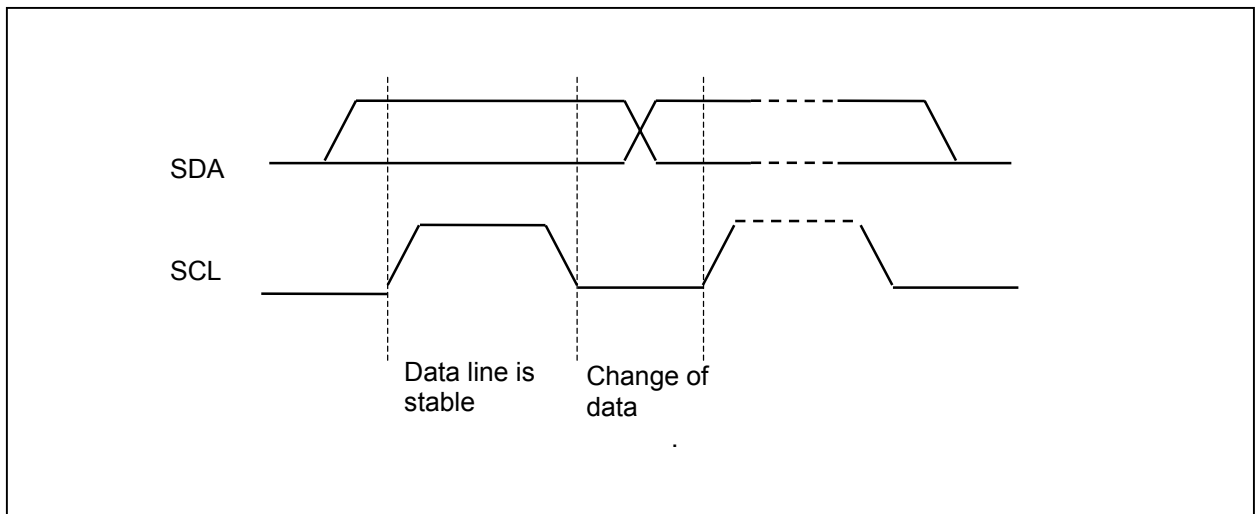 SDA
SCL
Data line is
stable
Change of
data
.